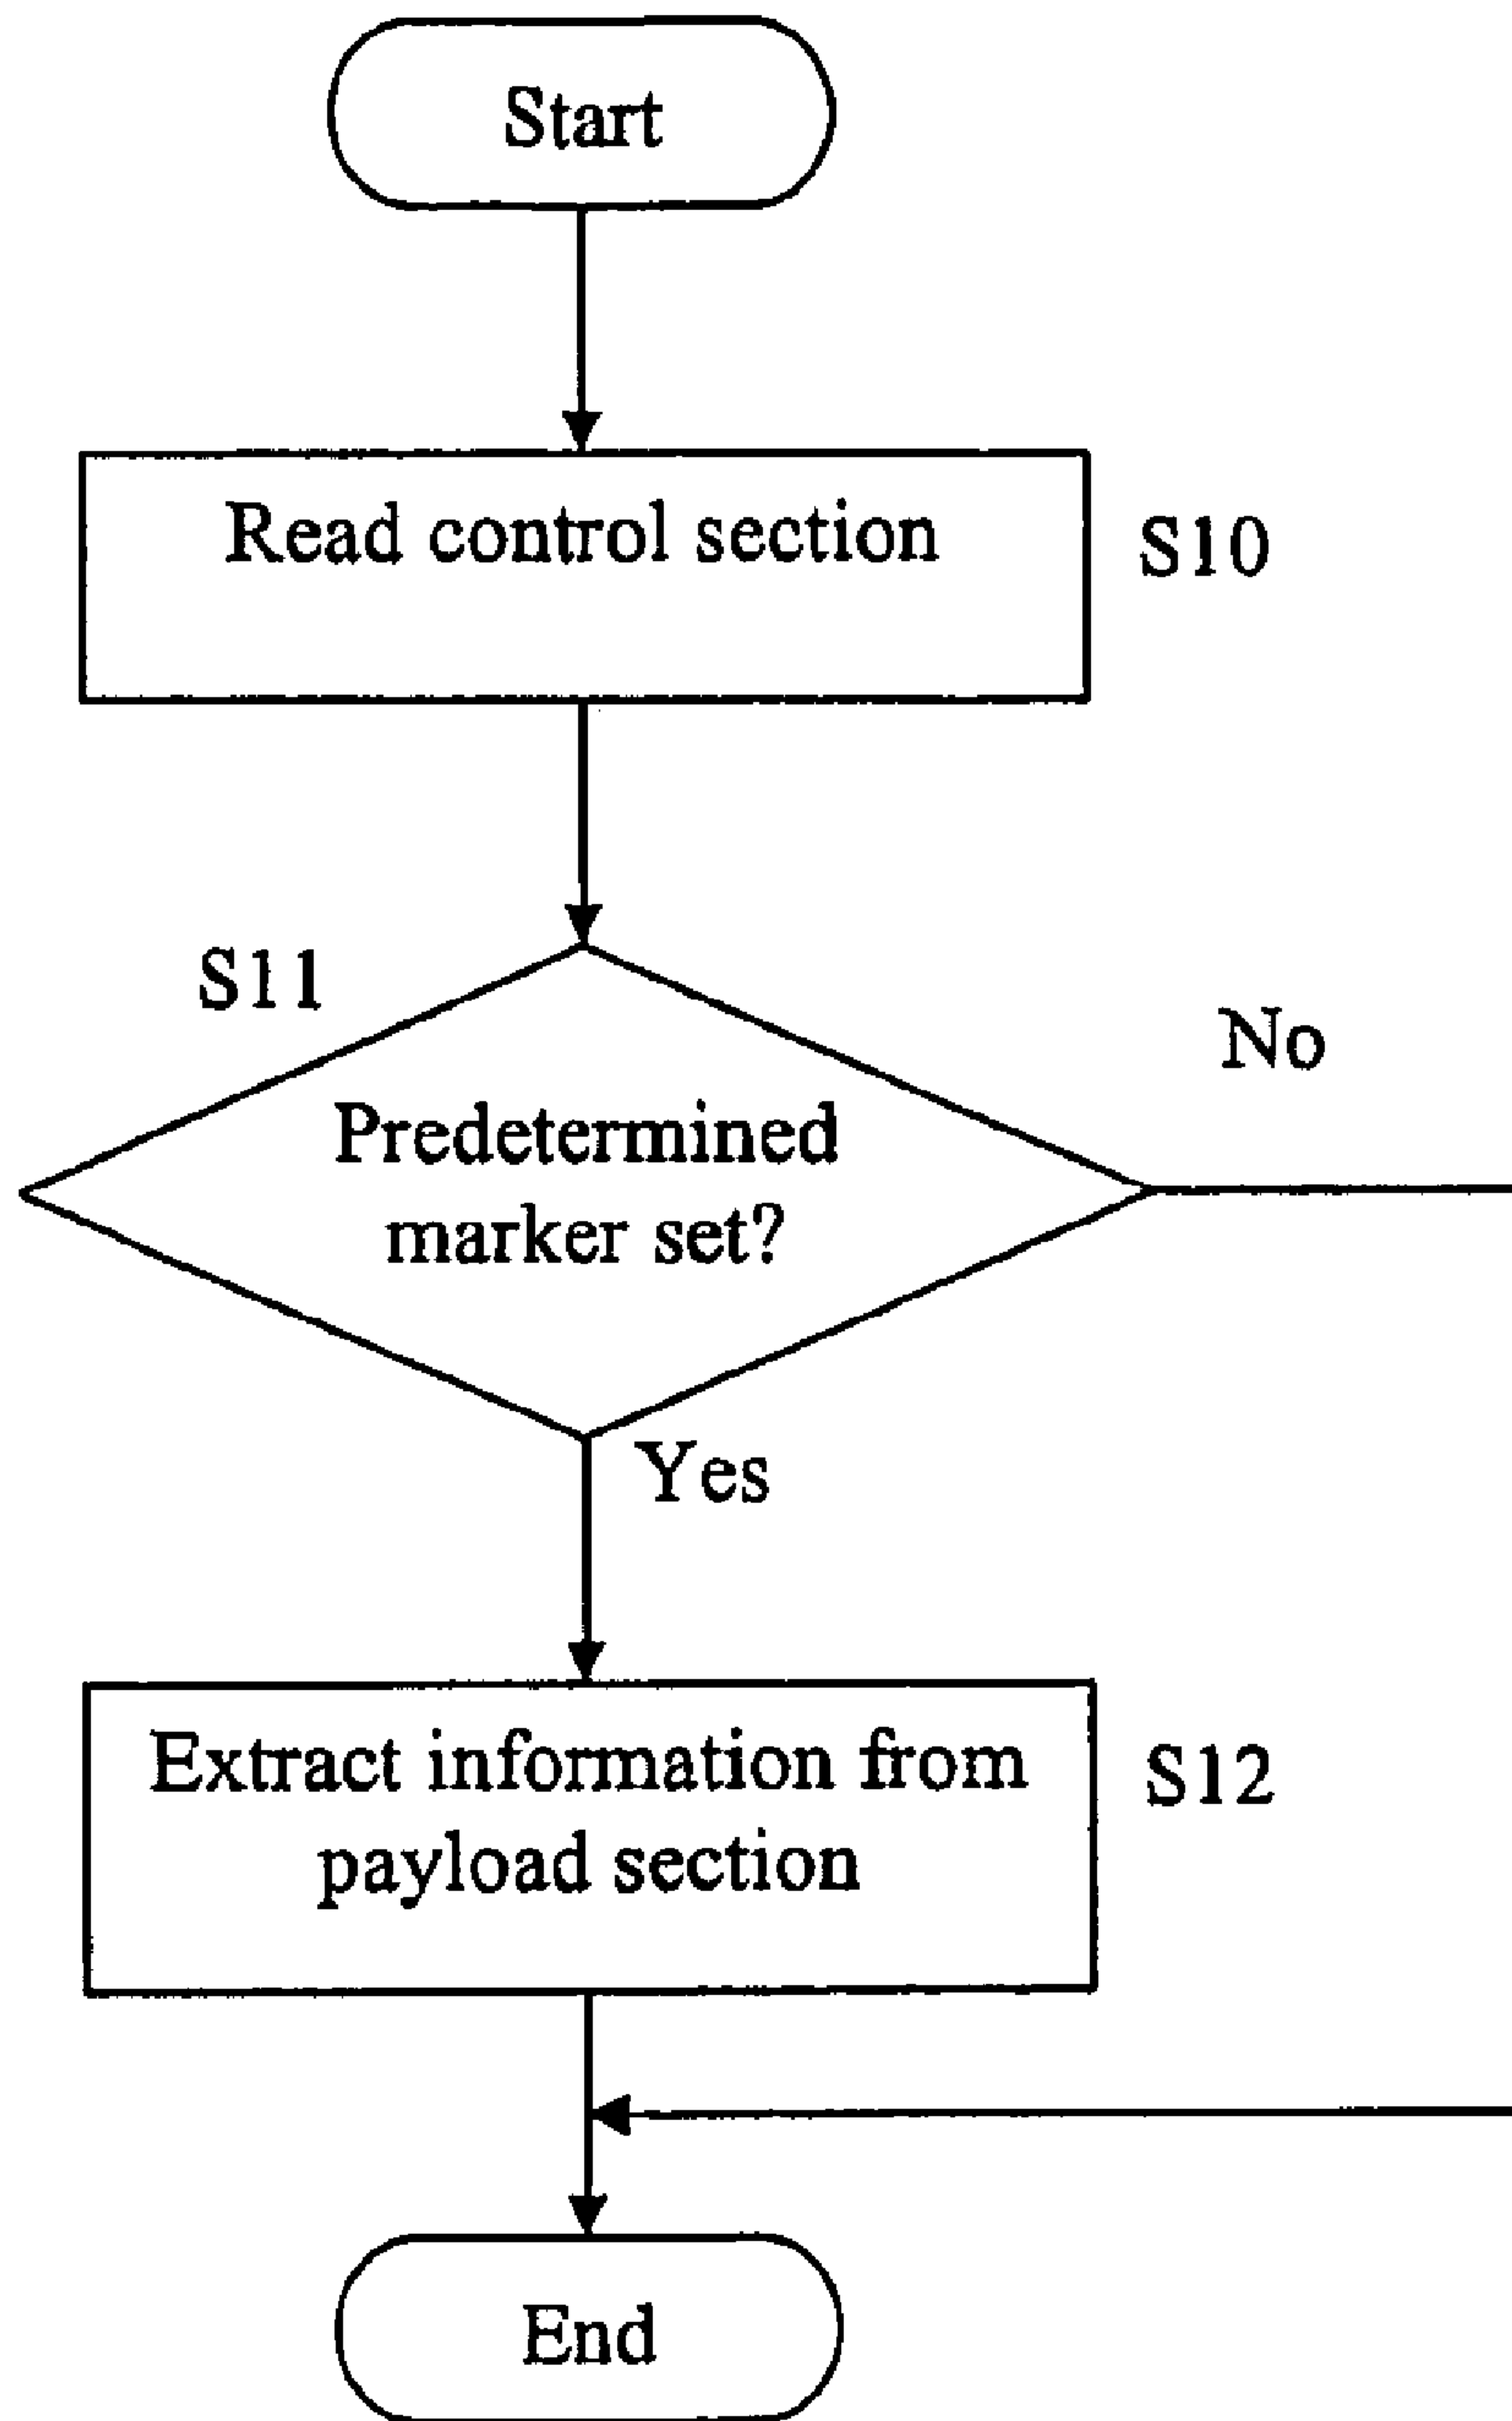 Start
Read control section
S10
S11
No
Predetermined
marker set?
Yes
Extract information from
payload section
S12
End